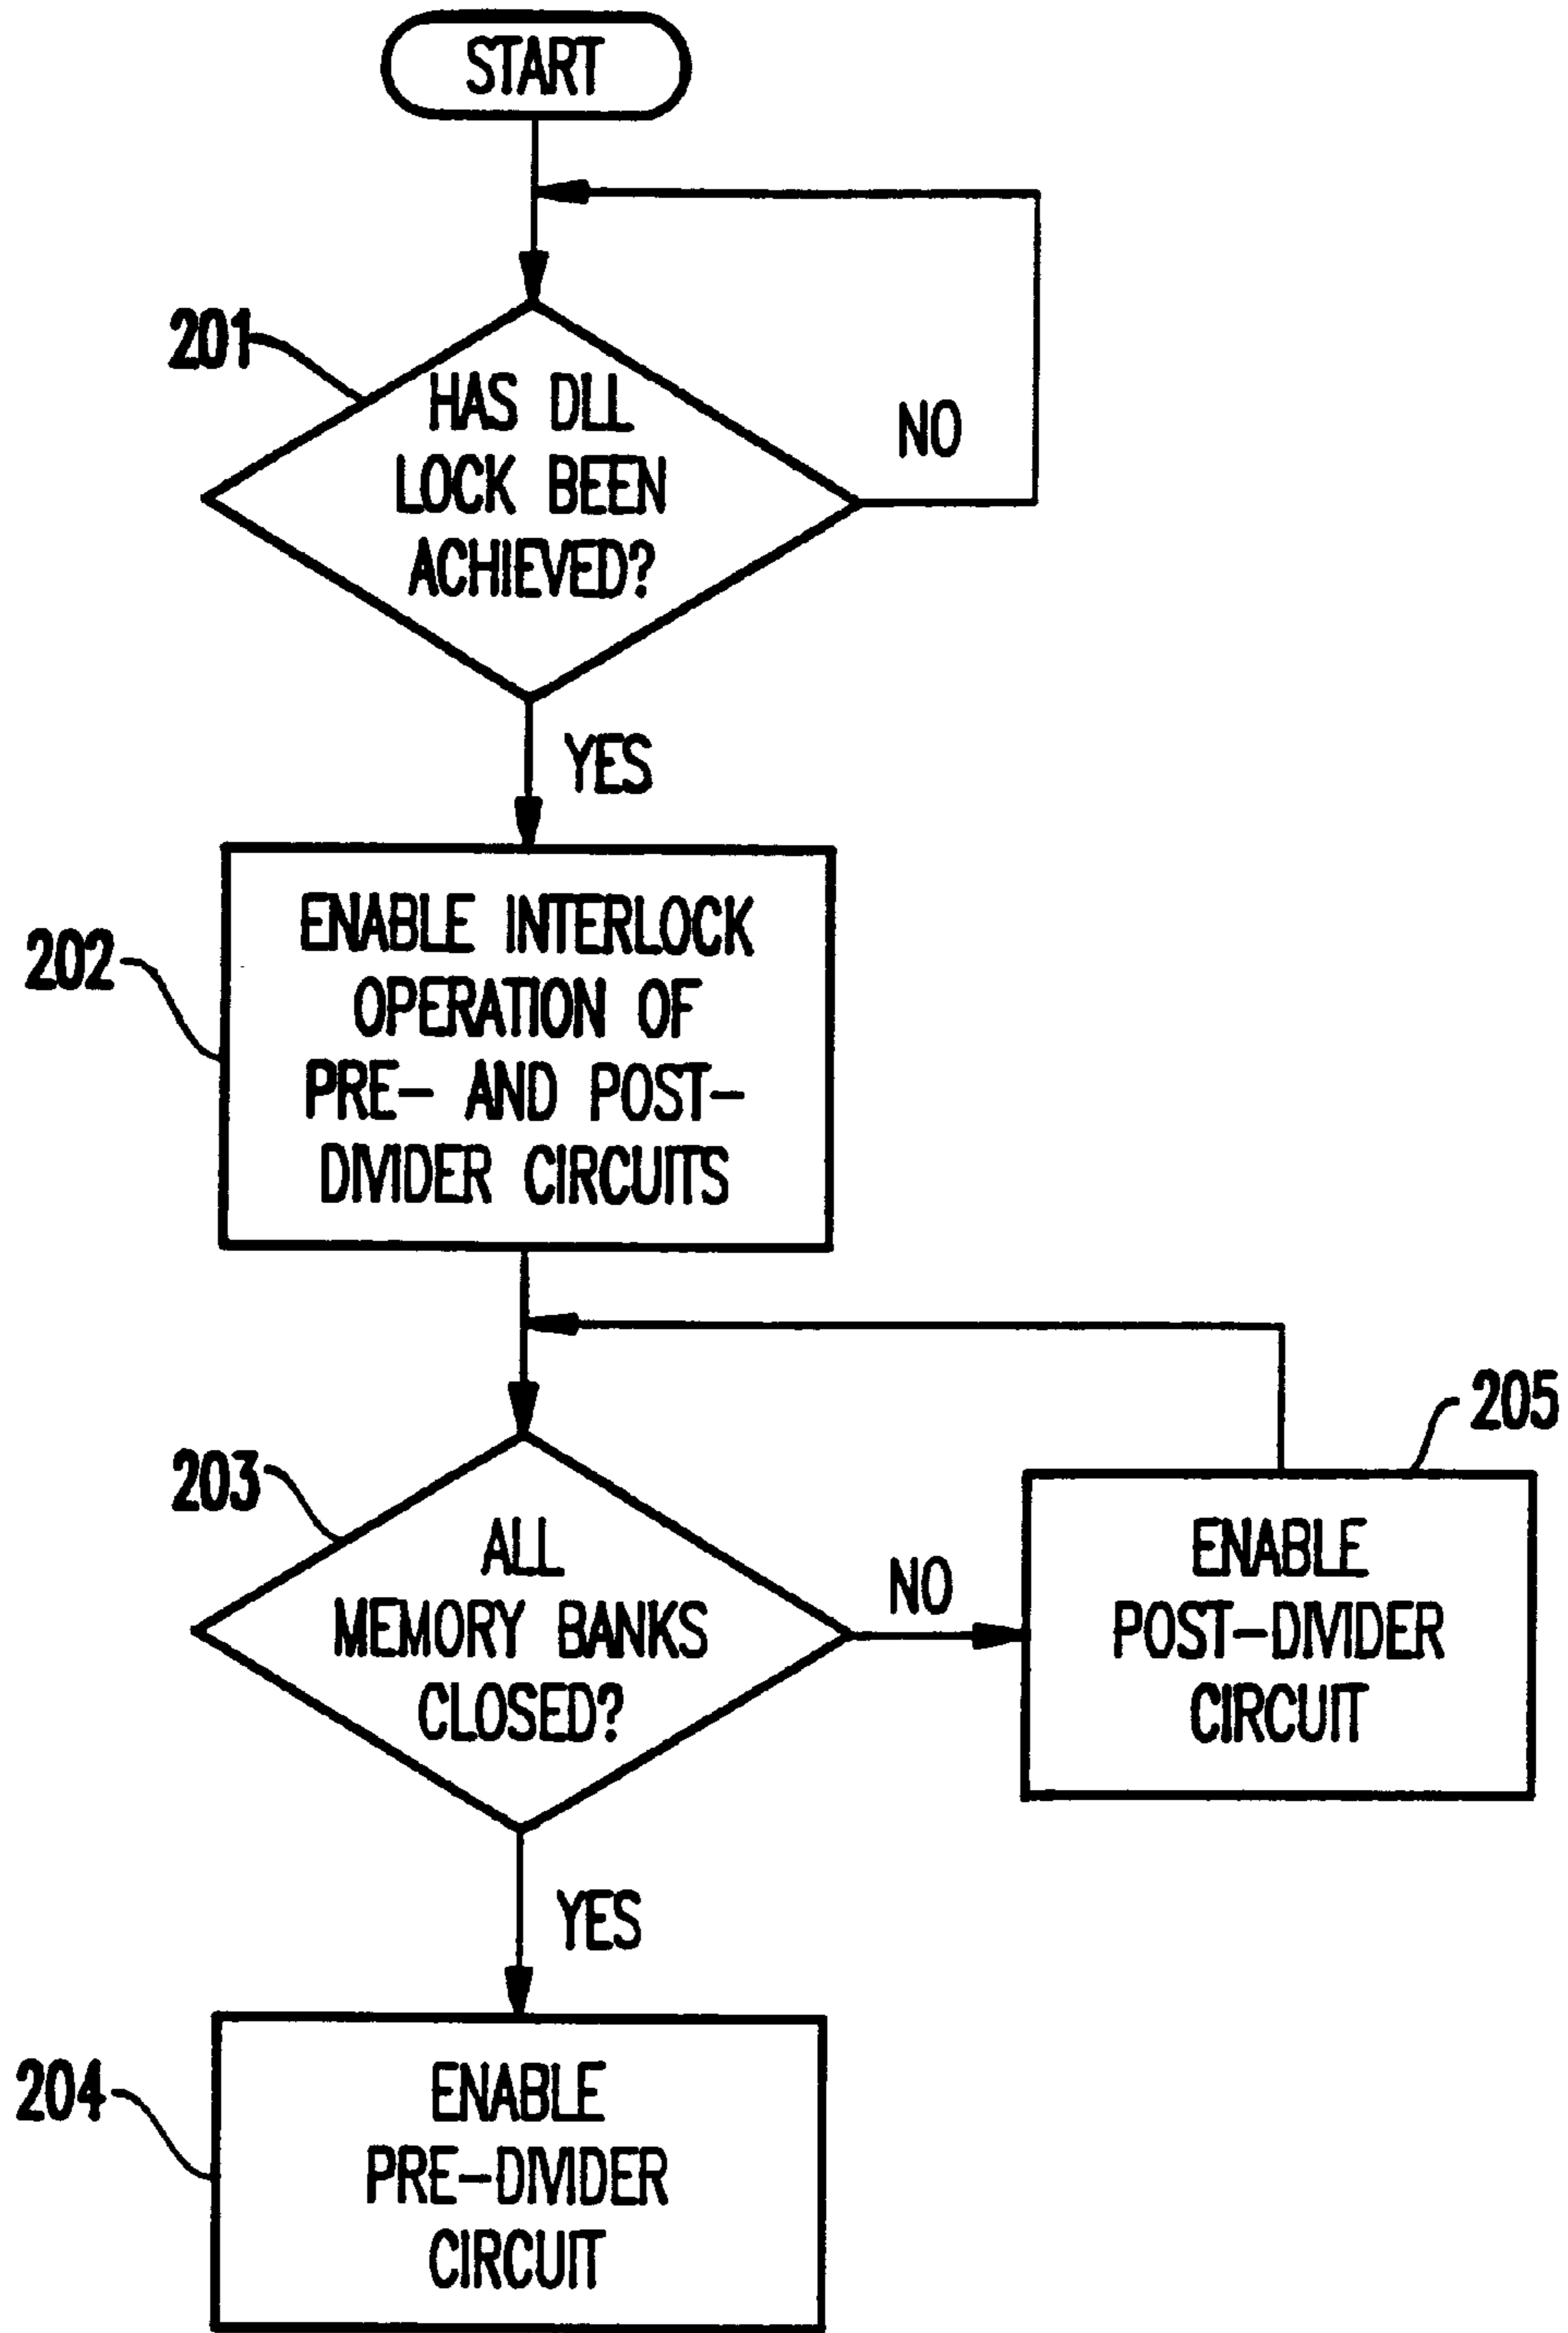 START
201
HAS DLL
LOCK BEEN
ACHIEVED?
NO
YES
202
ENABLE INTERLOCK
OPERATION OF
PRE- AND POST-
DIVIDER CIRCUITS
203
ALL
MEMORY BANKS
CLOSED?
NO
205
ENABLE
POST-DIVIDER
CIRCUIT
YES
204
ENABLE
PRE-DIVIDER
CIRCUIT